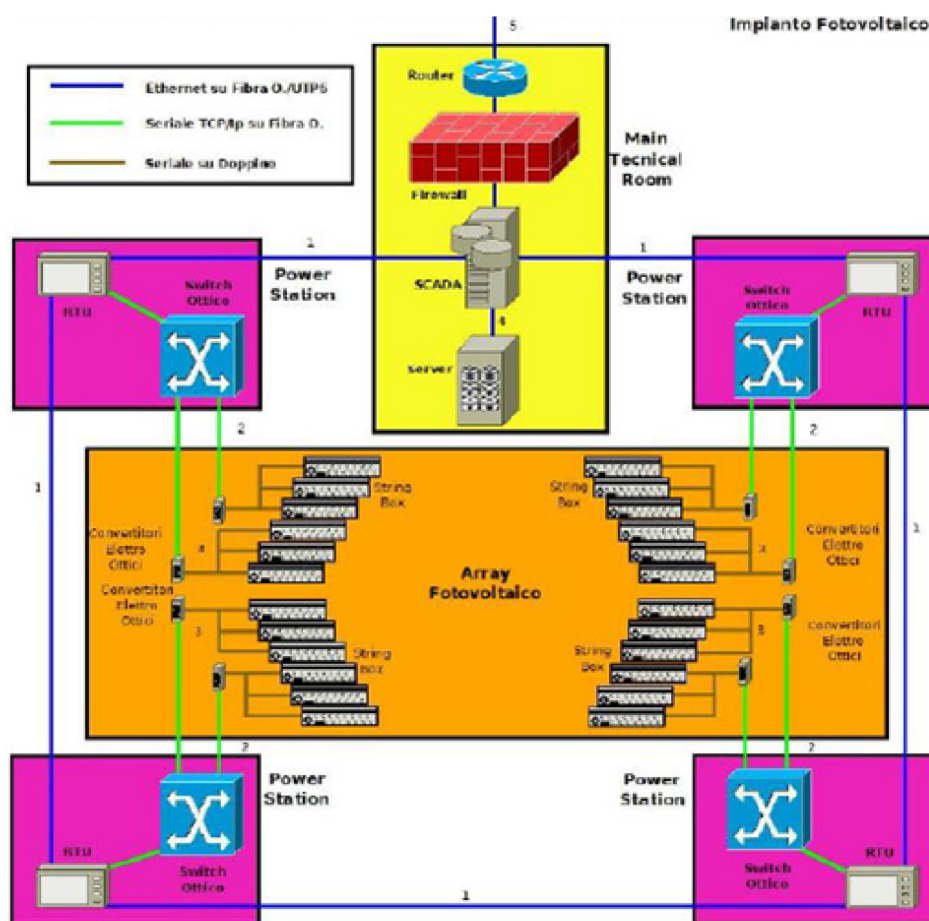 5
Impianto Fotovoltaico
Ethernet su Fibra O./UTP6
Seriale TCP/Ip su Fibra O.
Seriale su Doppino
Router
Firewall
Main
Tecnical
Room
1
1
SCADA
4
server
Power
Station
Power
Station
RTU
Switch
Ottico
Switch
Ottico
RTU
2
2
1
1
String
Box
String
Box
Convertitori
Elettro
Ottici
Convertitori
Elettro
Ottici
Array
Fotovoltaico
Convertitori
Elettro
Ottici
Convertitori
Elettro
Ottici
3
String
Box
String
Box
2
2
Power
Station
Power
Station
RTU
Switch
Ottico
Switch
Ottico
RTU
1